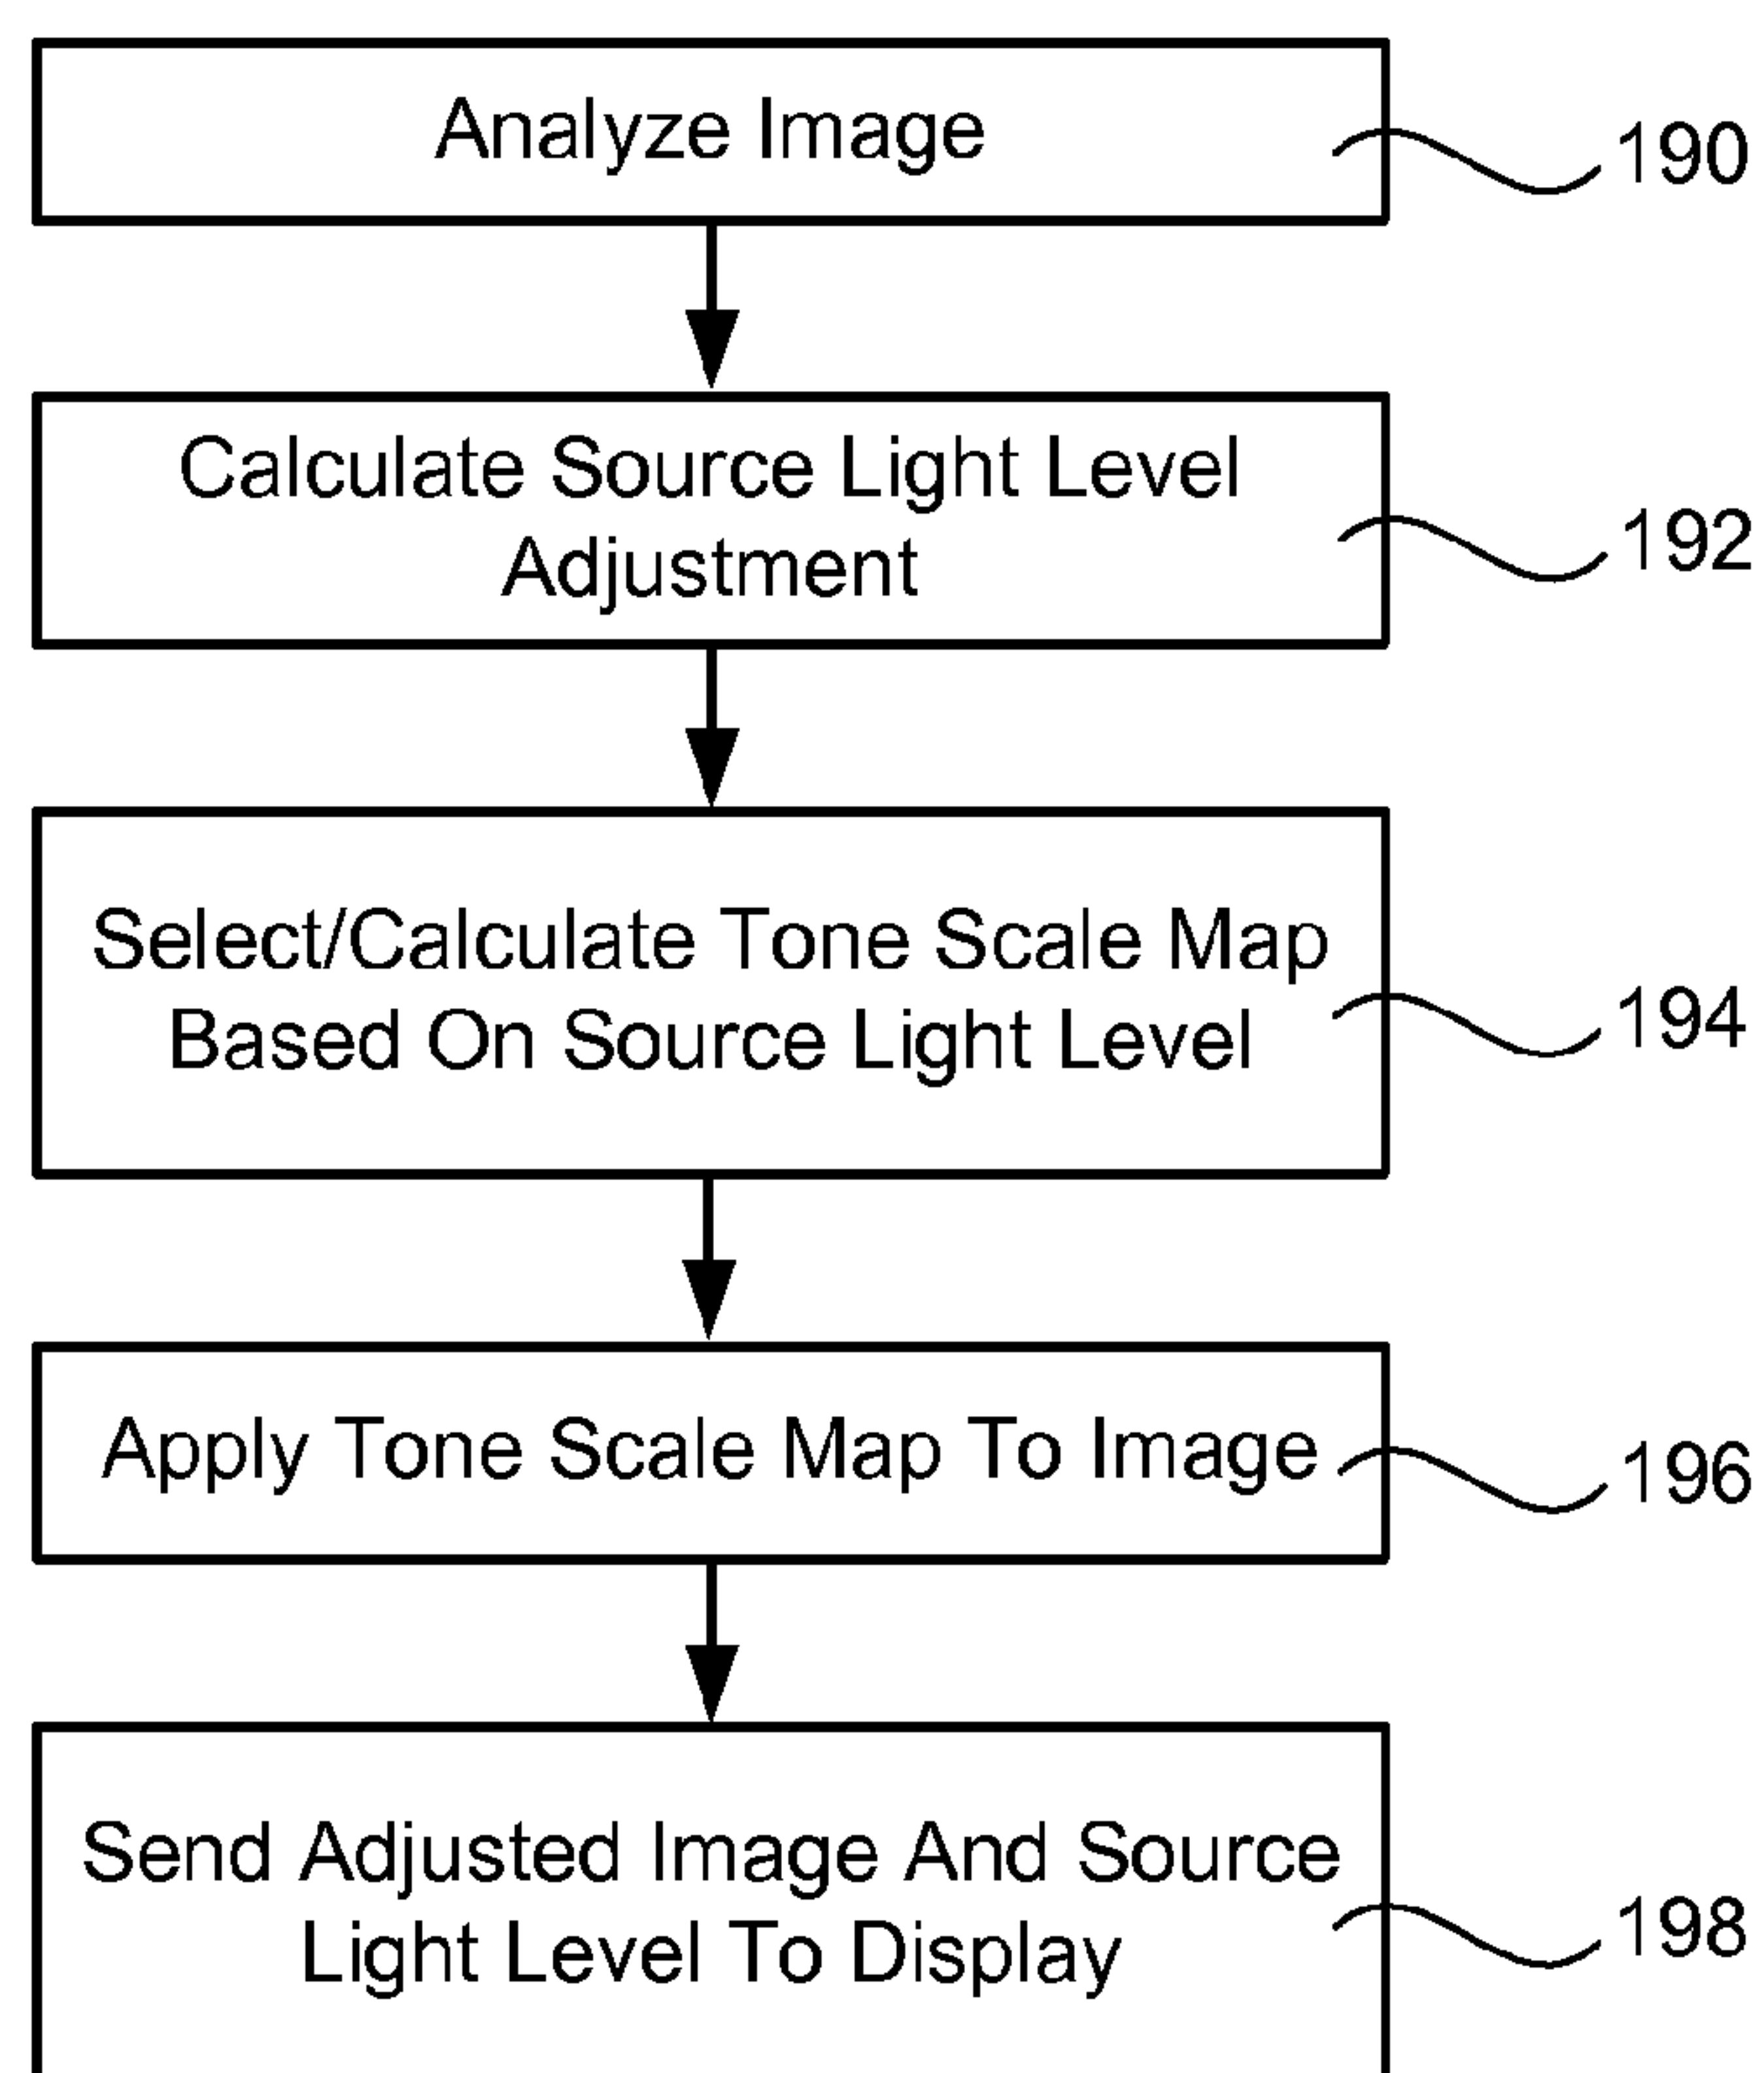 Analyze Image
190
Calculate Source Light Level
Adjustment
192
Select/Calculate Tone Scale Map
Based On Source Light Level
194
Apply Tone Scale Map To Image
196
Send Adjusted Image And Source
Light Level To Display
198